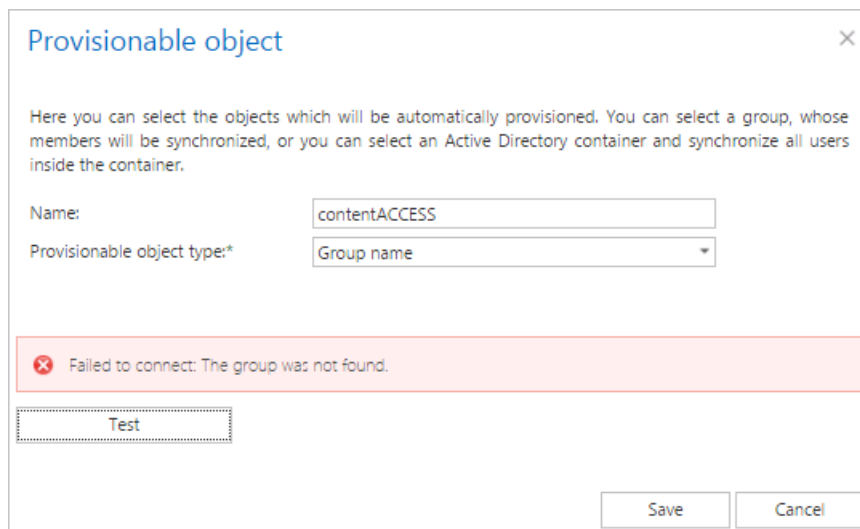 Provisionable object
Here you can select the objects which will be automatically provisioned. You can select a group, whose
members will be synchronized, or you can select an Active Directory container and synchronize all users
inside the container.
Name:
contentACCESS
Provisionable object type:*
Group name
Failed to connect: The group was not found.
Test
Save
Cancel